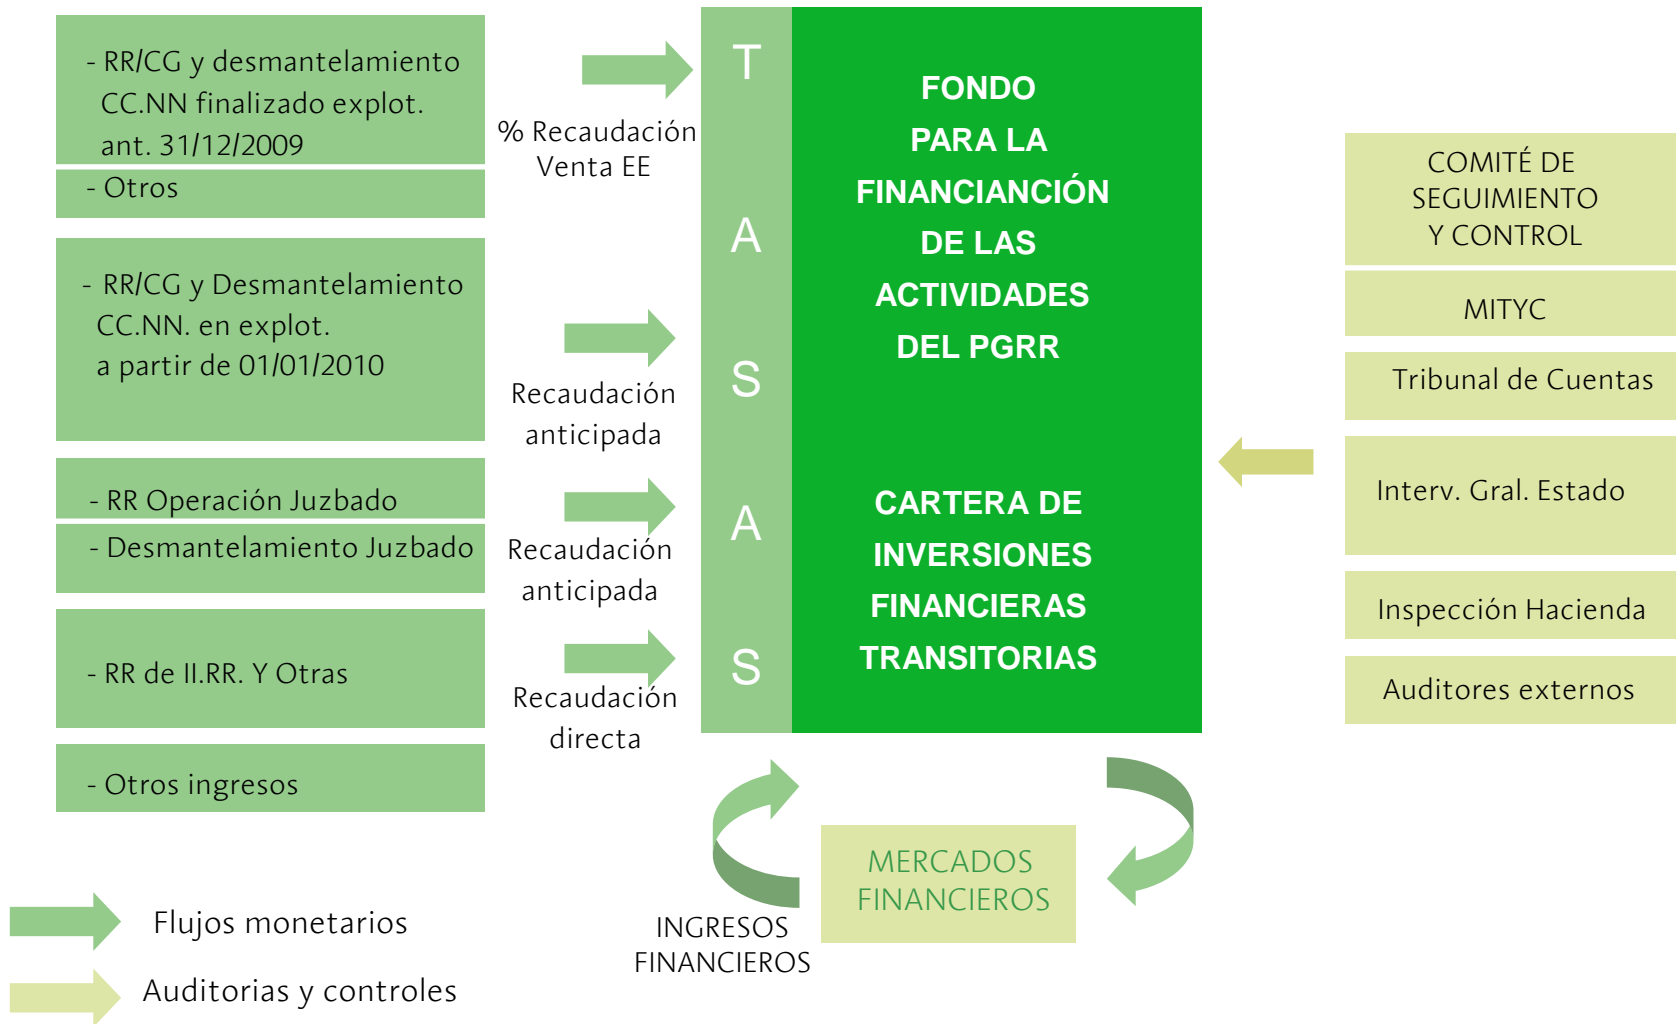 - RR/CG y desmantelamiento
CC.NN finalizado explot.
ant. 31/12/2009
- Otros
- RR/CG y Desmantelamiento
CC.NN. en explot.
a partir de 01/01/2010
- RR Operación Juzbado
- Desmantelamiento Juzbado
- RR de II.RR. Y Otras
- Otros ingresos
% Recaudación
Venta EE
Recaudación
anticipada
Recaudación
anticipada
Recaudación
directa
T
A
S
A
S
FONDO
PARA LA
FINANCIANCIÓN
DE LAS
ACTIVIDADES
DEL PGRR
CARTERA DE
INVERSIONES
FINANCIERAS
TRANSITORIAS
COMITÉ DE
SEGUIMIENTO
Y CONTROL
MITYC
Tribunal de Cuentas
Interv. Gral. Estado
Inspección Hacienda
Auditores externos
MERCADOS
FINANCIEROS
INGRESOS
FINANCIEROS
Flujos monetarios
Auditorias y controles